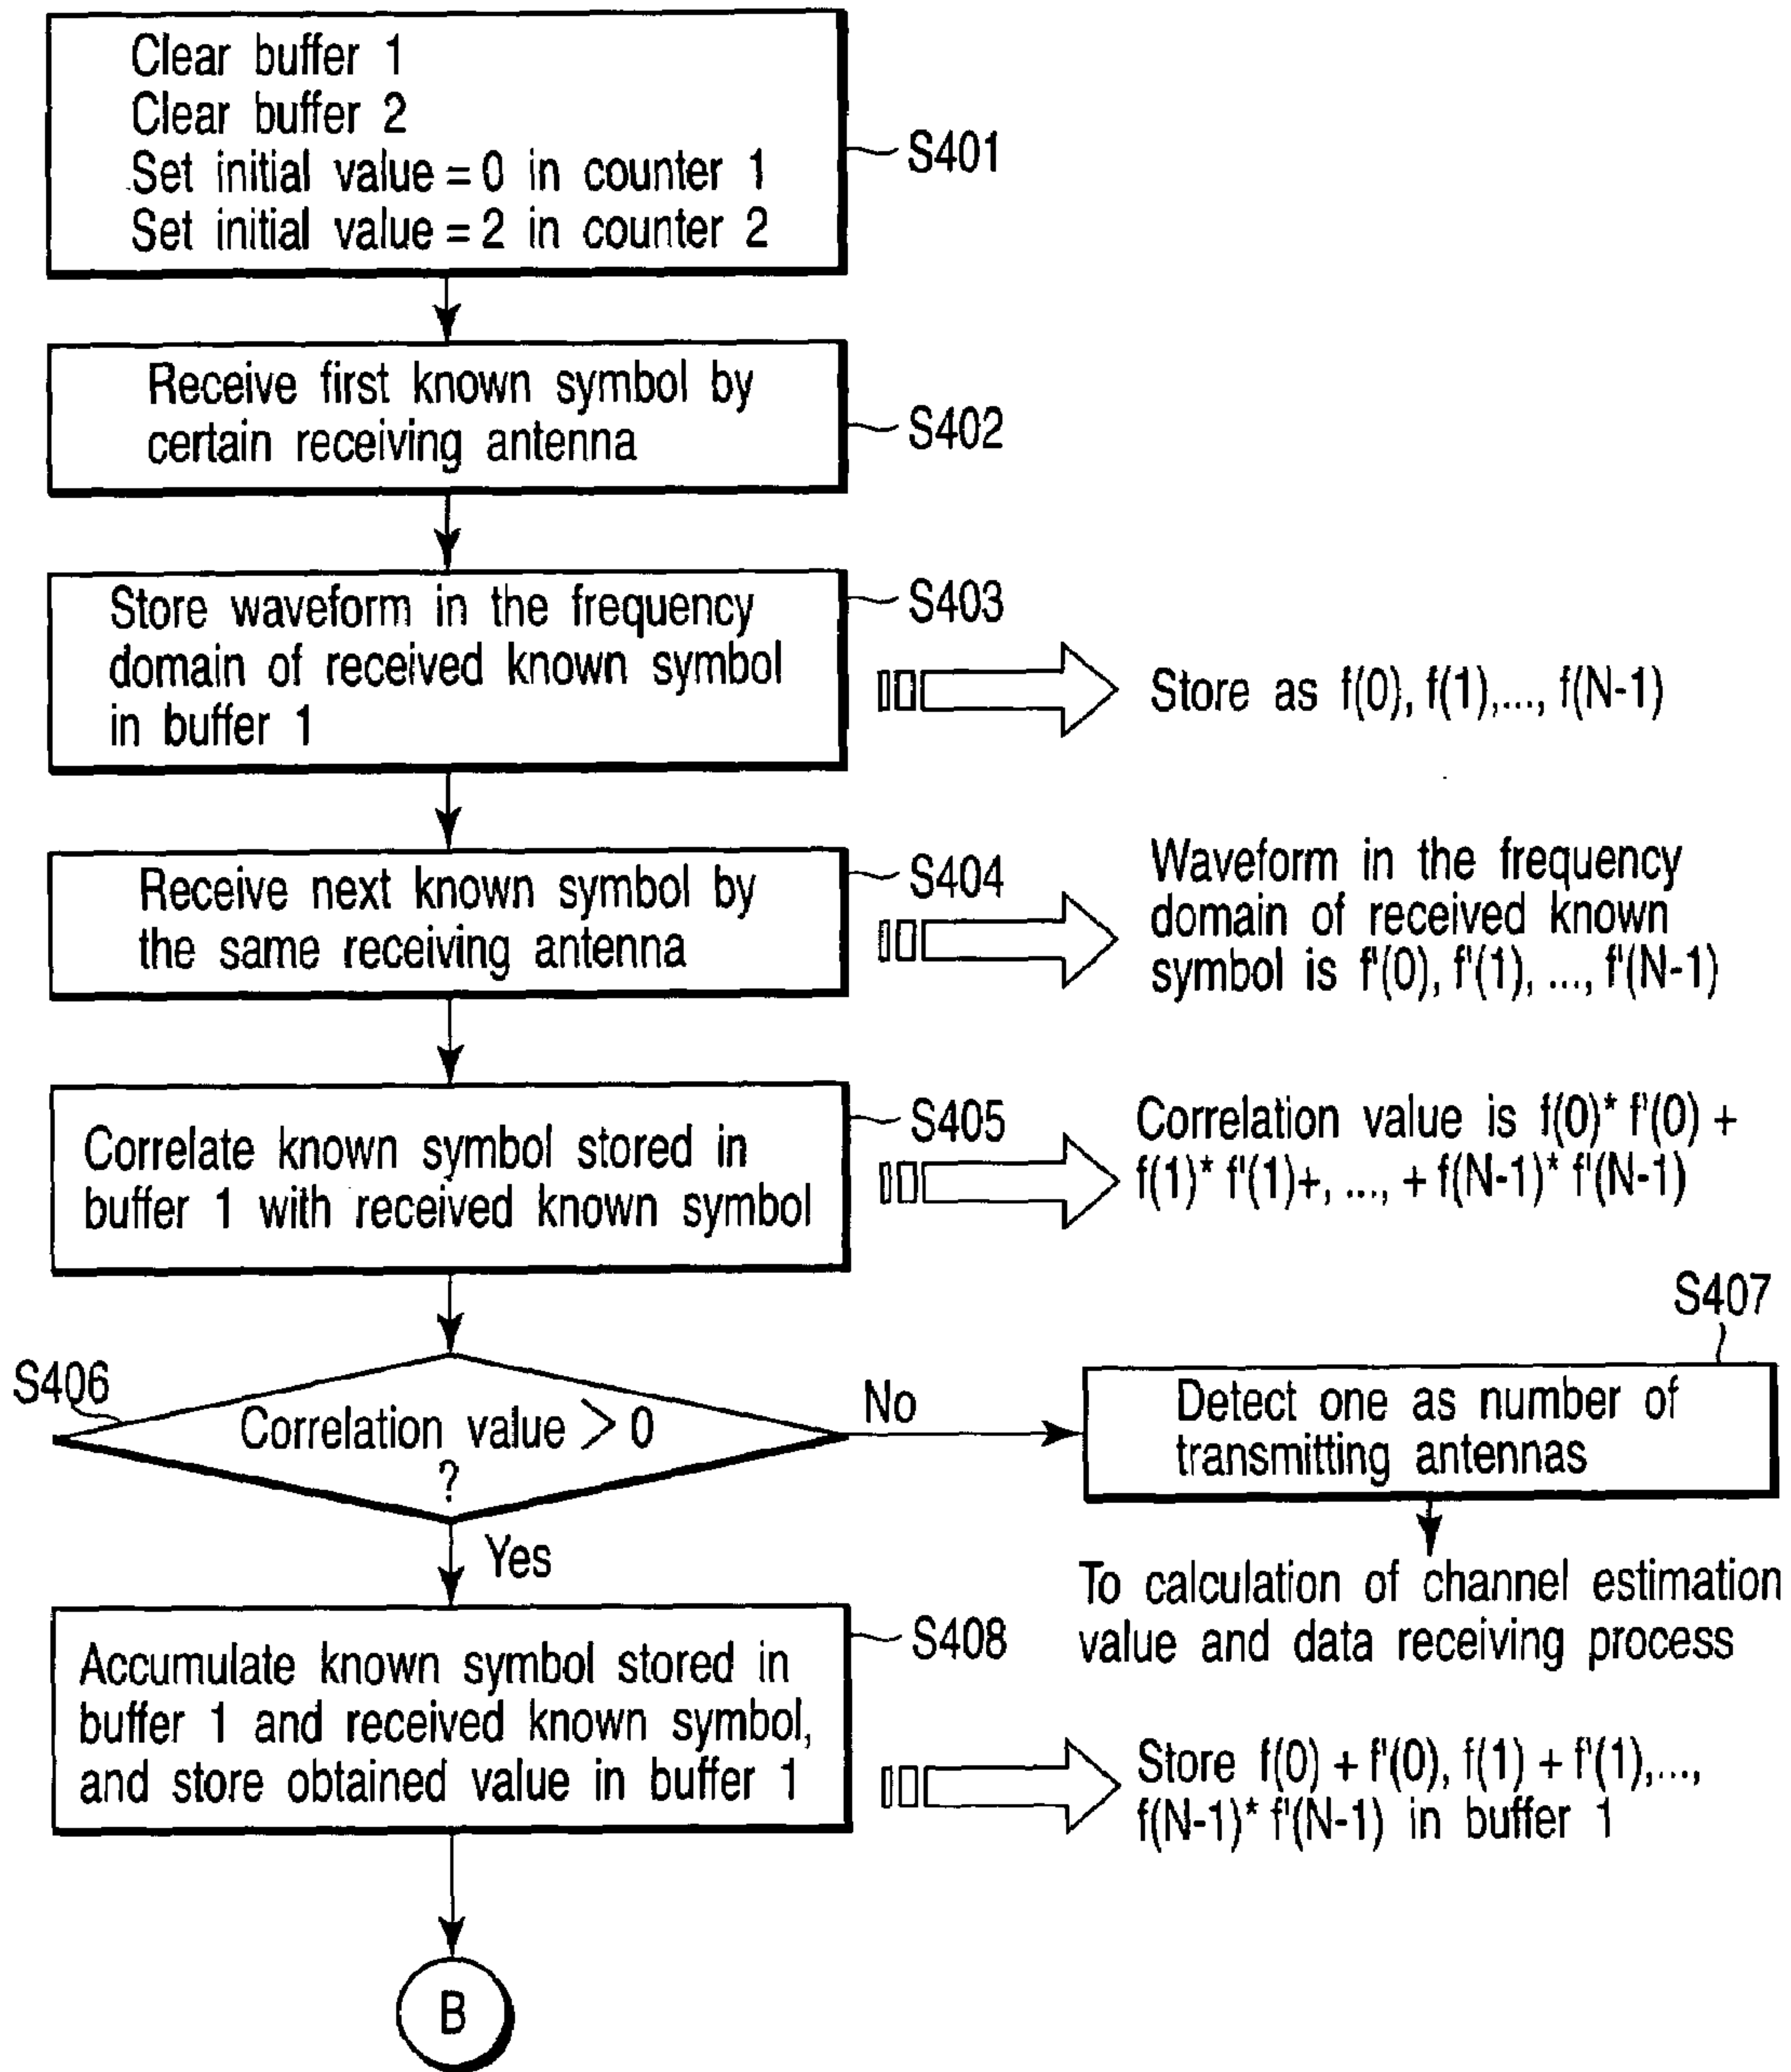 Clear buffer 1
Clear buffer 2
Set initial value = 0 in counter 1
Set initial value = 2 in counter 2
S401
Receive first known symbol by
certain receiving antenna
S402
Store waveform in the frequency
domain of received known symbol
in buffer 1
S403
Store as f(0), f(1),..., f(N-1)
Receive next known symbol by
the same receiving antenna
S404
Waveform in the frequency
domain of received known
symbol is f'(0), f'(1), ..., f'(N-1)
Correlate known symbol stored in
buffer 1 with received known symbol
S405
Correlation value is f(0)* f'(0) +
f(1)* f'(1)+, ..., + f(N-1)* f'(N-1)
S406
Correlation value > 0
?
No
Yes
S407
Detect one as number of
transmitting antennas
To calculation of channel estimation
value and data receiving process
Accumulate known symbol stored in
buffer 1 and received known symbol,
and store obtained value in buffer 1
S408
Store f(0) + f'(0), f(1) + f'(1),...,
f(N-1)* f'(N-1) in buffer 1
B